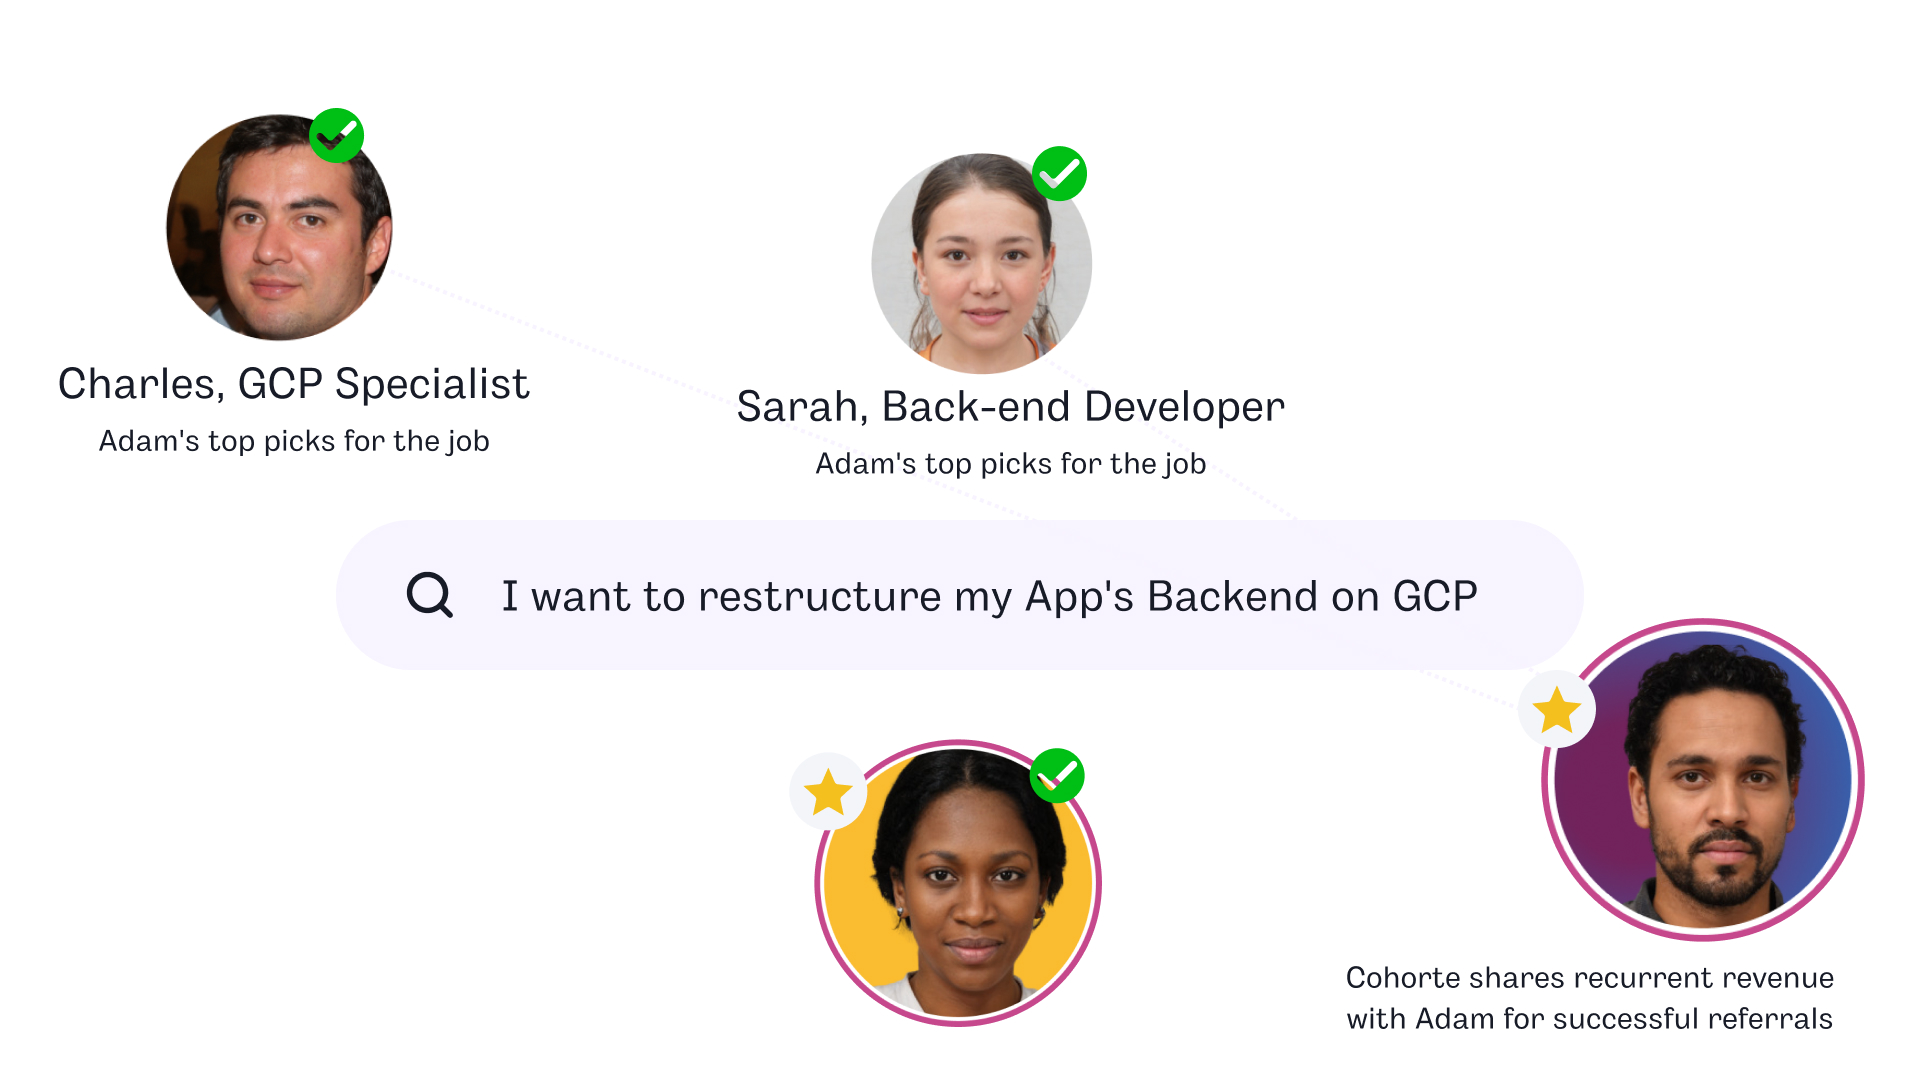 Charles, GCP Specialist
Adam's top picks for the job
Sarah, Back-end Developer
Adam's top picks for the job
I want to restructure my App's Backend on GCP
Cohorte shares recurrent revenue
with Adam for successful referrals